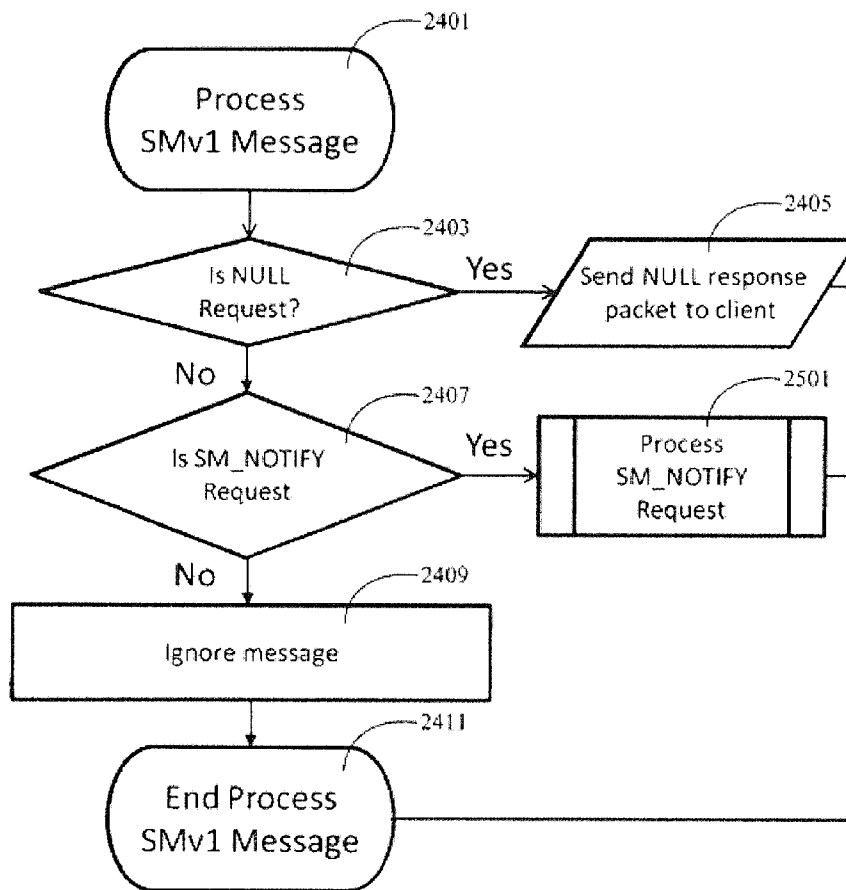 2401
Process
SMv1 Message
2403
Is NULL
Request?
Yes
2405
Send NULL response
packet to client
No
2407
Is SM_NOTIFY
Request
Yes
2501
Process
SM_NOTIFY
Request
No
2409
Ignore message
2411
End Process
SMv1 Message